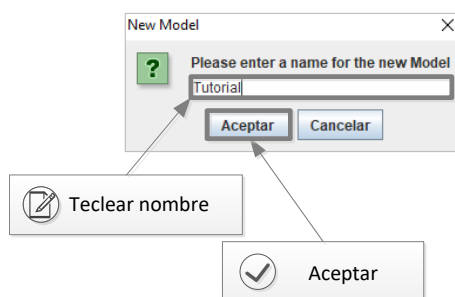 New Model
Please enter a name for the new Model
?
Tutorial
Aceptar Cancelar
Teclear nombre
Aceptar